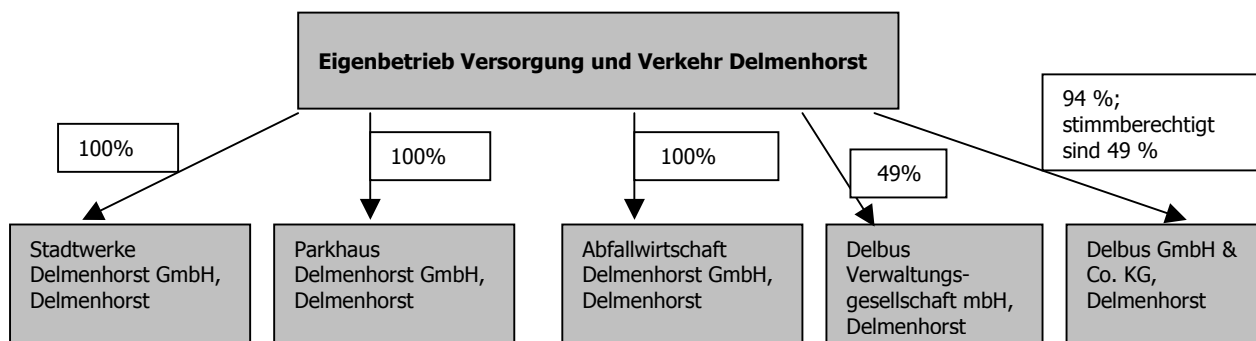 Eigenbetrieb Versorgung und Verkehr Delmenhorst
100%
100%
100%
49%
94 %;
stimmberechtigt
sind 49 %
Stadtwerke
Delmenhorst GmbH,
Delmenhorst
Parkhaus
Delmenhorst GmbH,
Delmenhorst
Abfallwirtschaft
Delmenhorst GmbH,
Delmenhorst
Delbus
Verwaltungs-
gesellschaft mbH,
Delmenhorst
Delbus GmbH &
Co. KG,
Delmenhorst